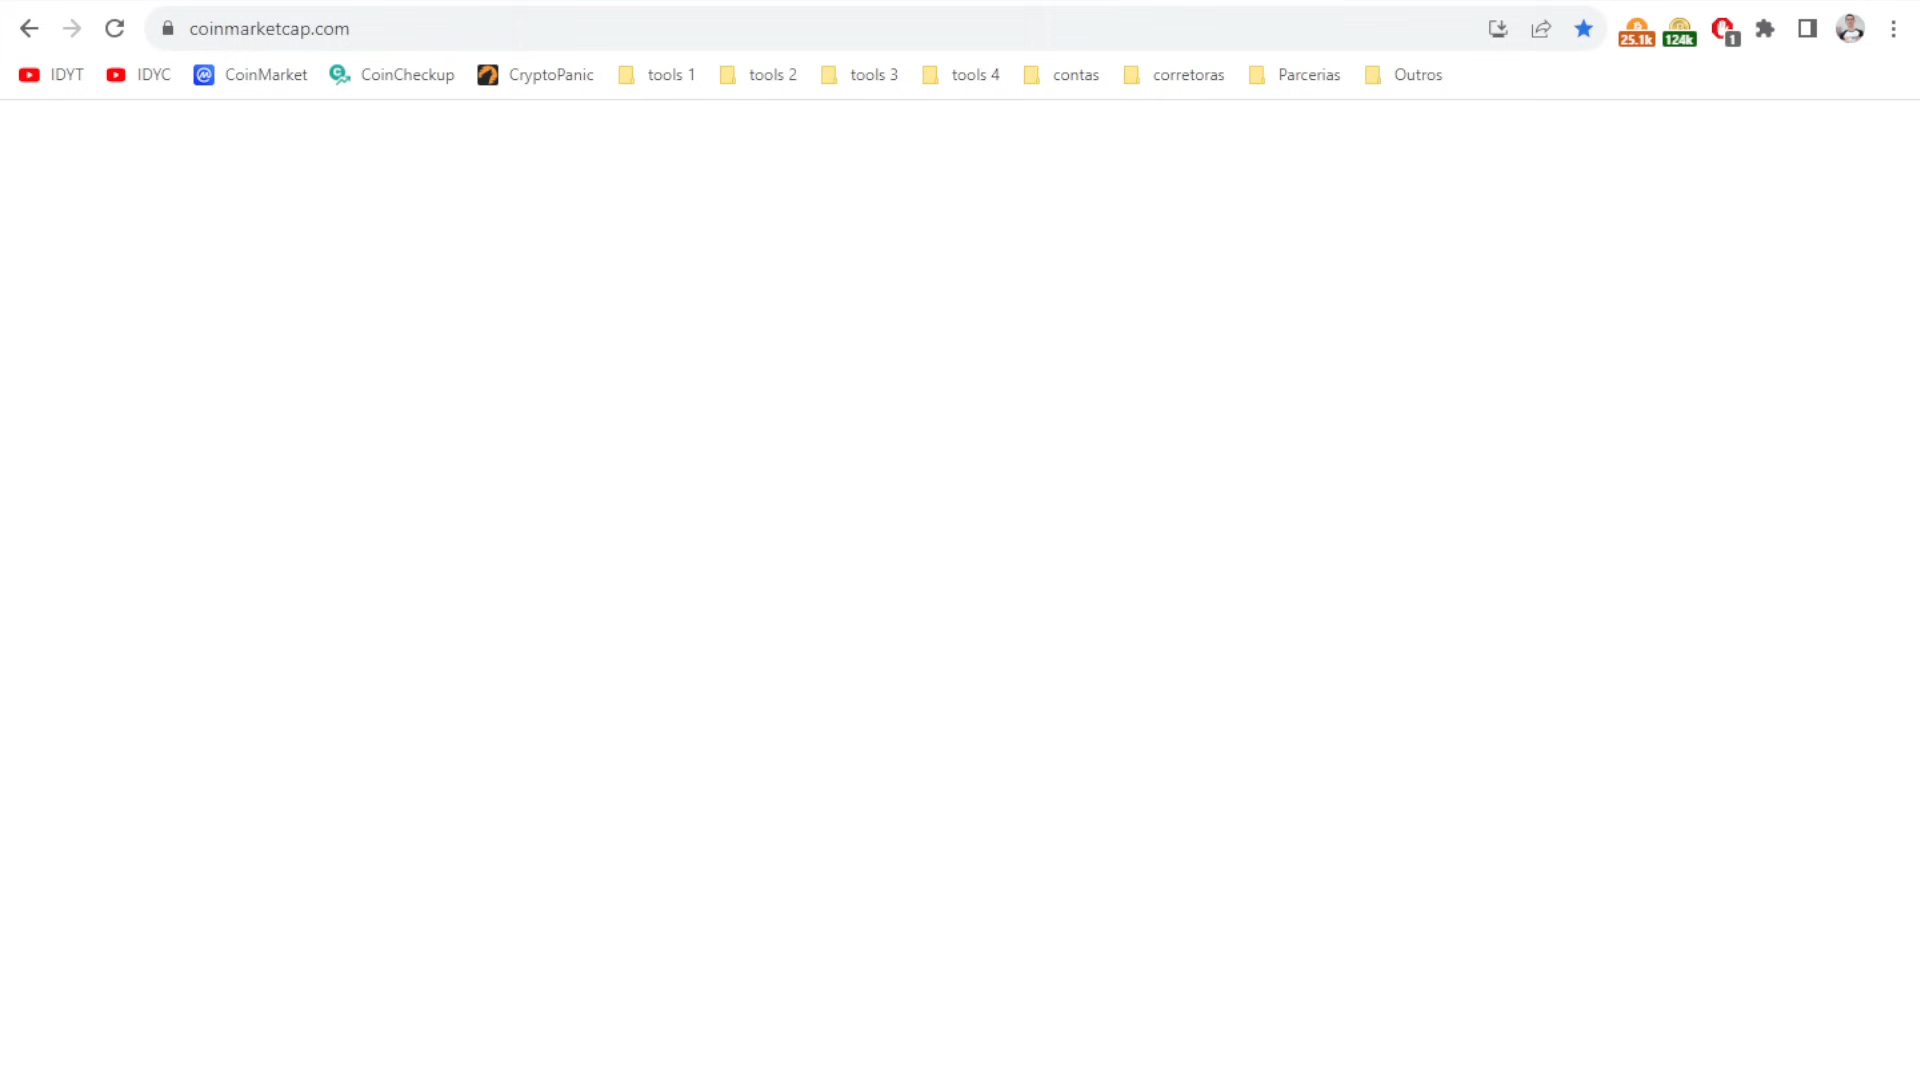 coinmarketcap.com
25.1k 124k 1
IDYT IDYC CoinMarket CoinCheckup CryptoPanic tools 1 tools 2 tools 3 tools 4 contas corretoras Parcerias Outros